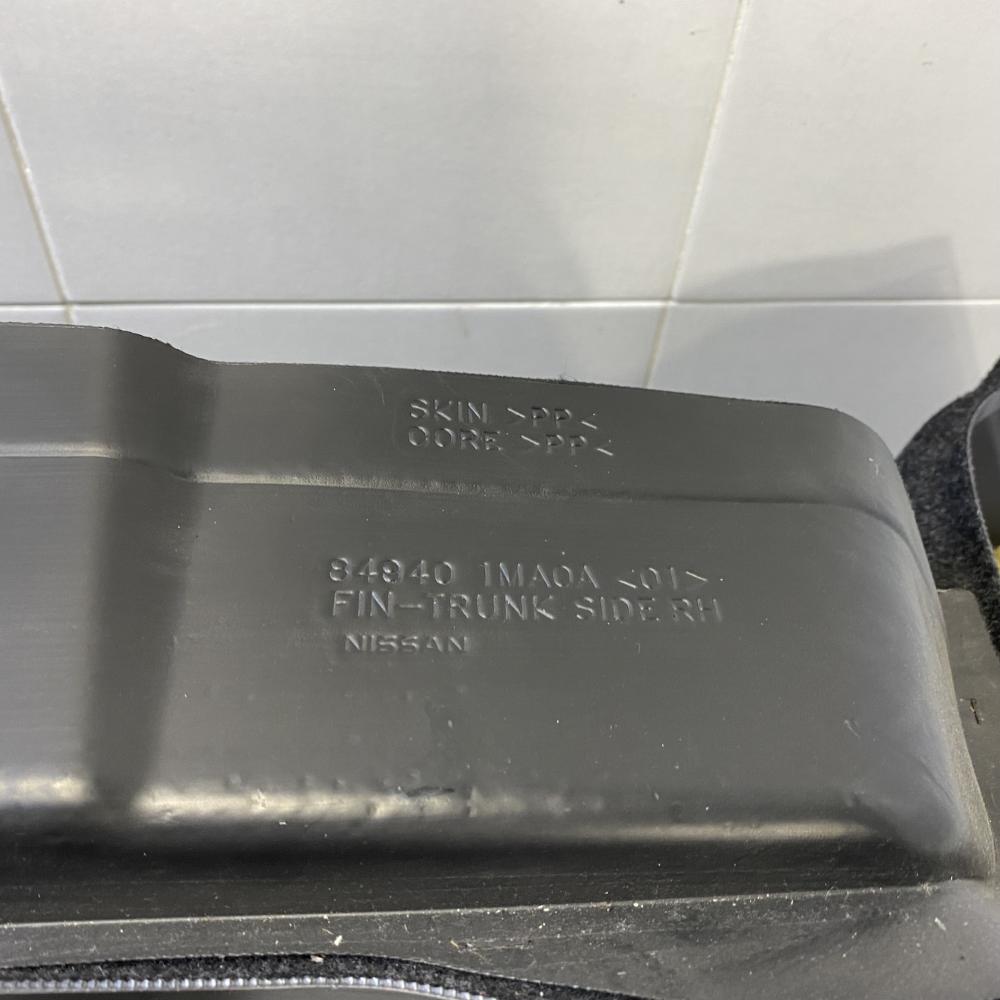 SKIN >PP<
CORE >PP<
84940 1MA0A <01>
FIN-TRUNK SIDE RH
NISSAN